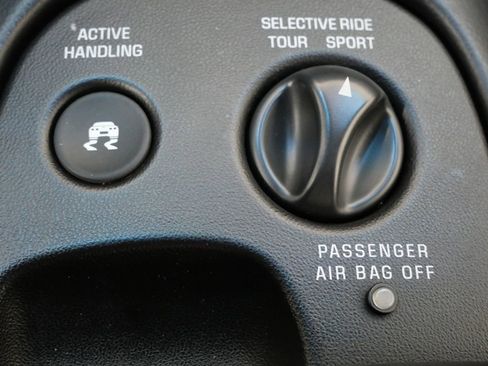 ACTIVE
HANDLING
SELECTIVE RIDE
TOUR SPORT
PASSENGER
AIR BAG OFF